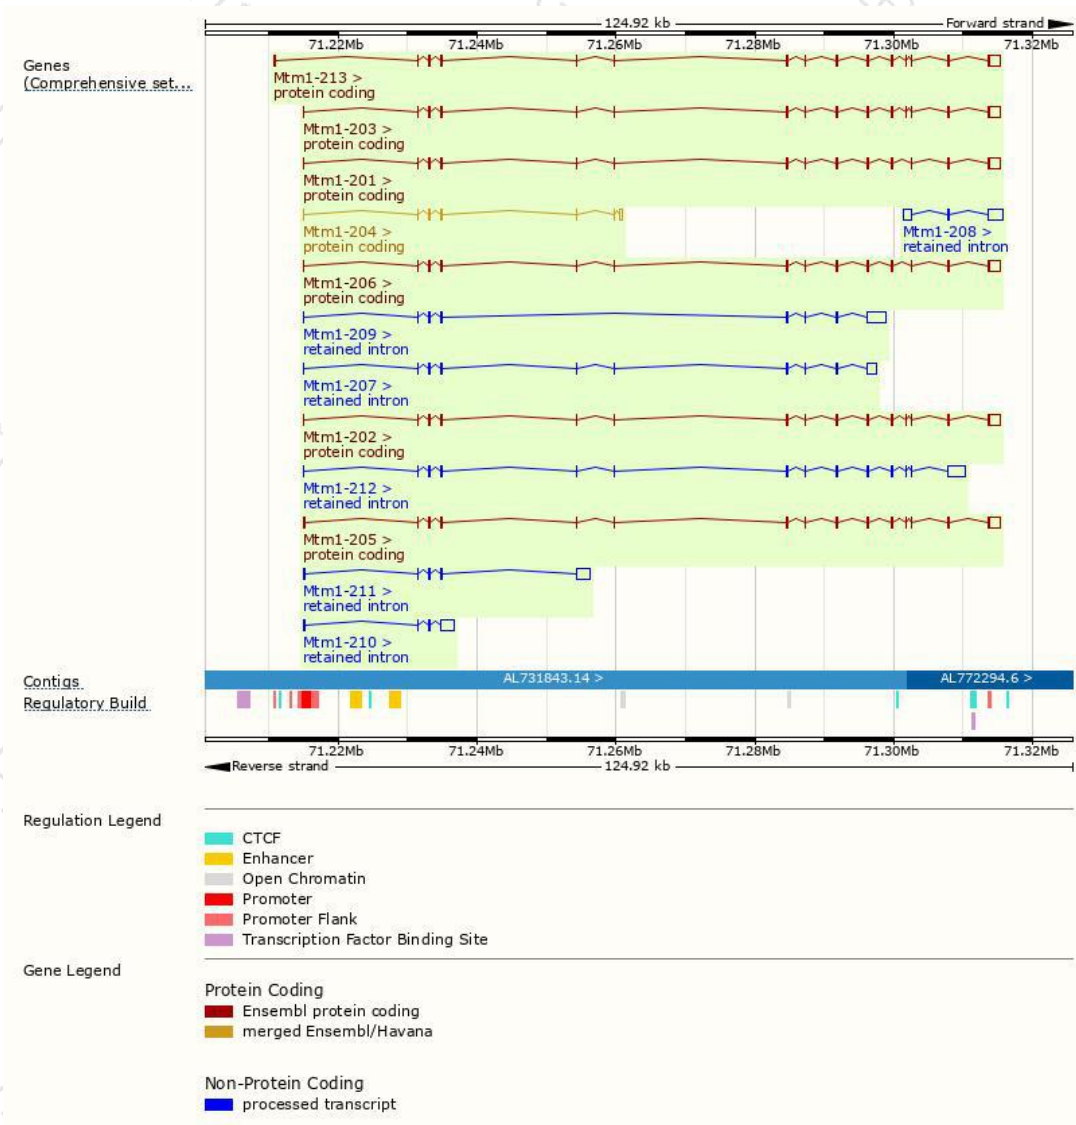 124.92 kb Forward strand
71.22Mb 71.24Mb 71.26Mb 71.28Mb 71.30Mb 71.32Mb
Genes
(Comprehensive set...
Mtm1-213 >
protein coding
Mtm1-203 >
protein coding
Mtm1-201 >
protein coding
Mtm1-204 >
protein coding
Mtm1-208 >
retained intron
Mtm1-206 >
protein coding
Mtm1-209 >
retained intron
Mtm1-207 >
retained intron
Mtm1-202 >
protein coding
Mtm1-212 >
retained intron
Mtm1-205 >
protein coding
Mtm1-211 >
retained intron
Mtm1-210 >
retained intron
Contigs AL731843.14 > AL772294.6 >
Regulatory Build
71.22Mb 71.24Mb 71.26Mb 71.28Mb 71.30Mb 71.32Mb
Reverse strand 124.92 kb
Regulation Legend
CTCF
Enhancer
Open Chromatin
Promoter
Promoter Flank
Transcription Factor Binding Site
Gene Legend
Protein Coding
Ensembl protein coding
merged Ensembl/Havana
Non-Protein Coding
processed transcript